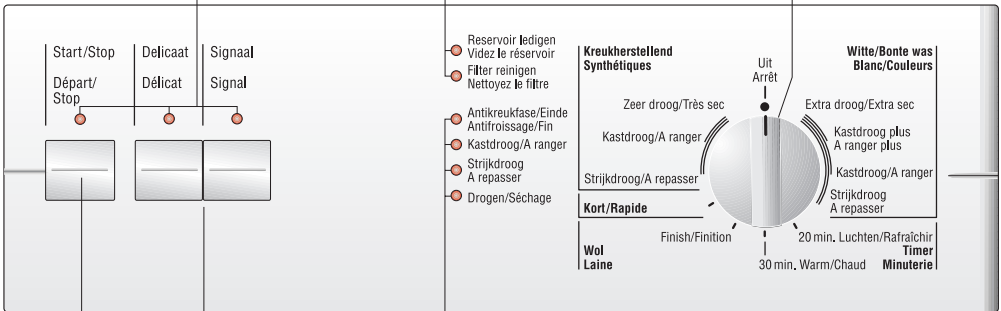 Start/Stop
Départ/
Stop
Delicaat
Délicat
Signaal
Signal
Reservoir ledigen
Videz le réservoir
Filter reinigen
Nettoyez le filtre
Antikreukfase/Einde
Antifroissage/Fin
Kastdroog/A ranger
Strijkdroog
A repasser
Drogen/Séchage
Kreukherstellend
Synthétiques
Uit
Arrêt
Witte/Bonte was
Blanc/Couleurs
Zeer droog/Très sec
Kastdroog/A ranger
Strijkdroog/A repasser
Extra droog/Extra sec
Kastdroog plus
A ranger plus
Kastdroog/A ranger
Strijkdroog
A repasser
Kort/Rapide
Finish/Finition
Wol
Laine
20 min. Luchten/Rafraîchir
30 min. Warm/Chaud
Timer
Minuterie